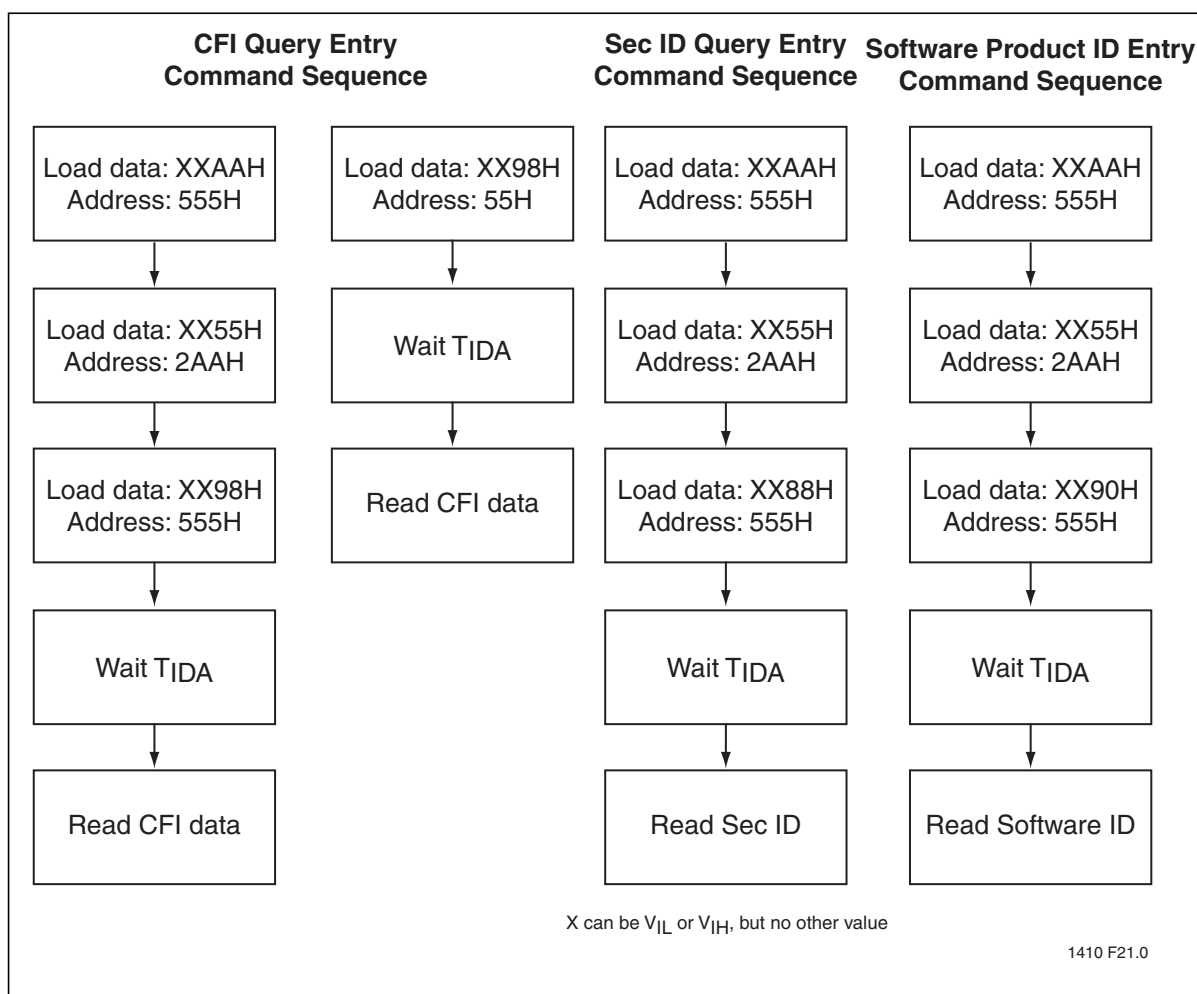 CFI Query Entry
Command Sequence
Load data: XXAAH
Address: 555H
Load data: XX55H
Address: 2AAH
Load data: XX98H
Address: 555H
Wait TIDA
Read CFI data
Load data: XX98H
Address: 55H
Wait TIDA
Read CFI data
Sec ID Query Entry
Command Sequence
Load data: XXAAH
Address: 555H
Load data: XX55H
Address: 2AAH
Load data: XX88H
Address: 555H
Wait TIDA
Read Sec ID
Software Product ID Entry
Command Sequence
Load data: XXAAH
Address: 555H
Load data: XX55H
Address: 2AAH
Load data: XX90H
Address: 555H
Wait TIDA
Read Software ID
X can be VIL or VIH, but no other value
1410 F21.0